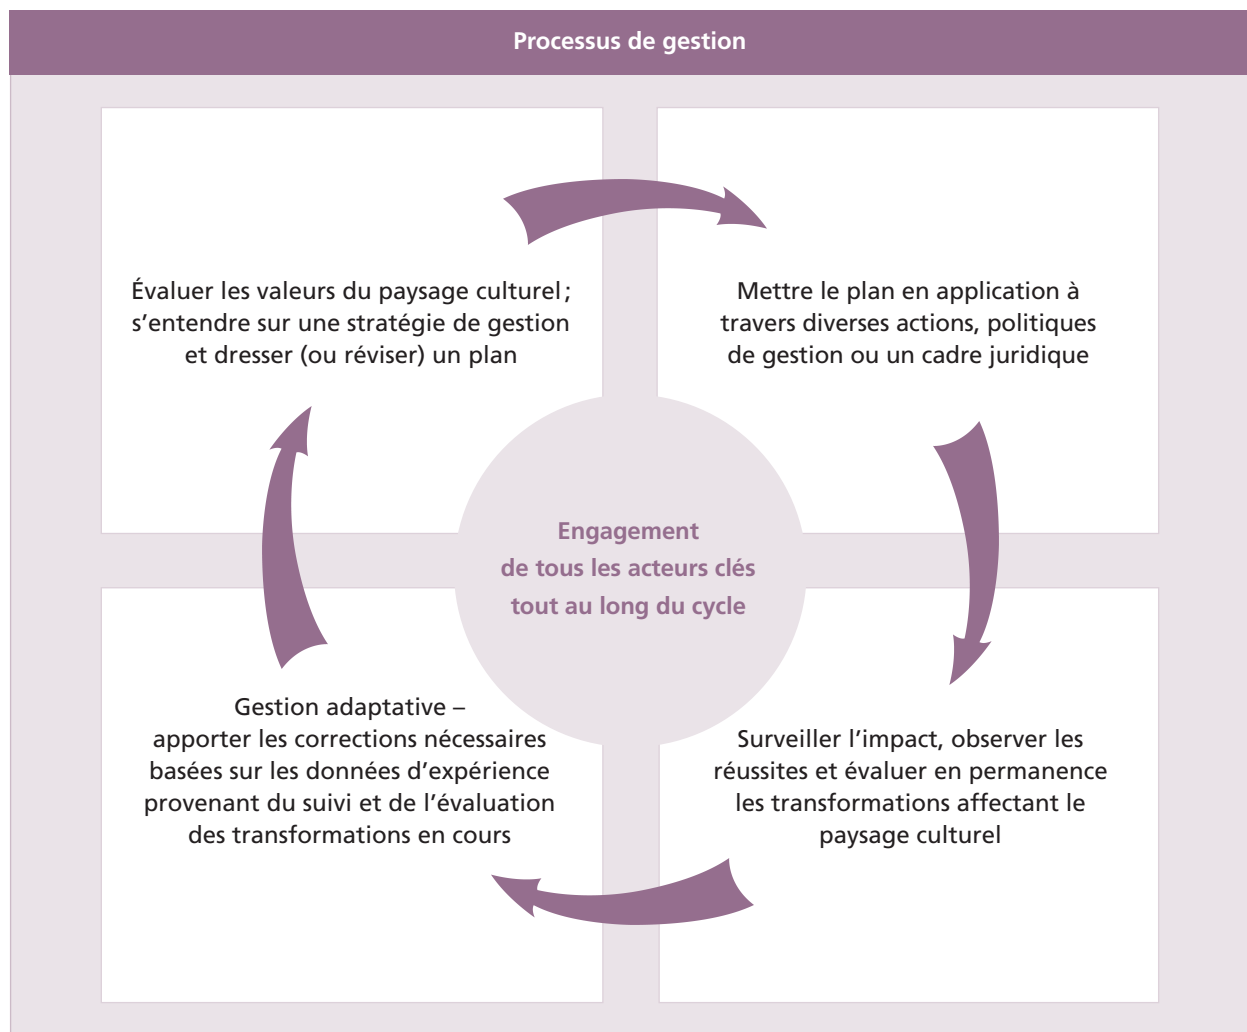 Processus de gestion
Évaluer les valeurs du paysage culturel ;
s’entendre sur une stratégie de gestion
et dresser (ou réviser) un plan
Mettre le plan en application à
travers diverses actions, politiques
de gestion ou un cadre juridique
Engagement
de tous les acteurs clés
tout au long du cycle
Gestion adaptative –
apporter les corrections nécessaires
basées sur les données d’expérience
provenant du suivi et de l’évaluation
des transformations en cours
Surveiller l’impact, observer les
réussites et évaluer en permanence
les transformations affectant le
paysage culturel